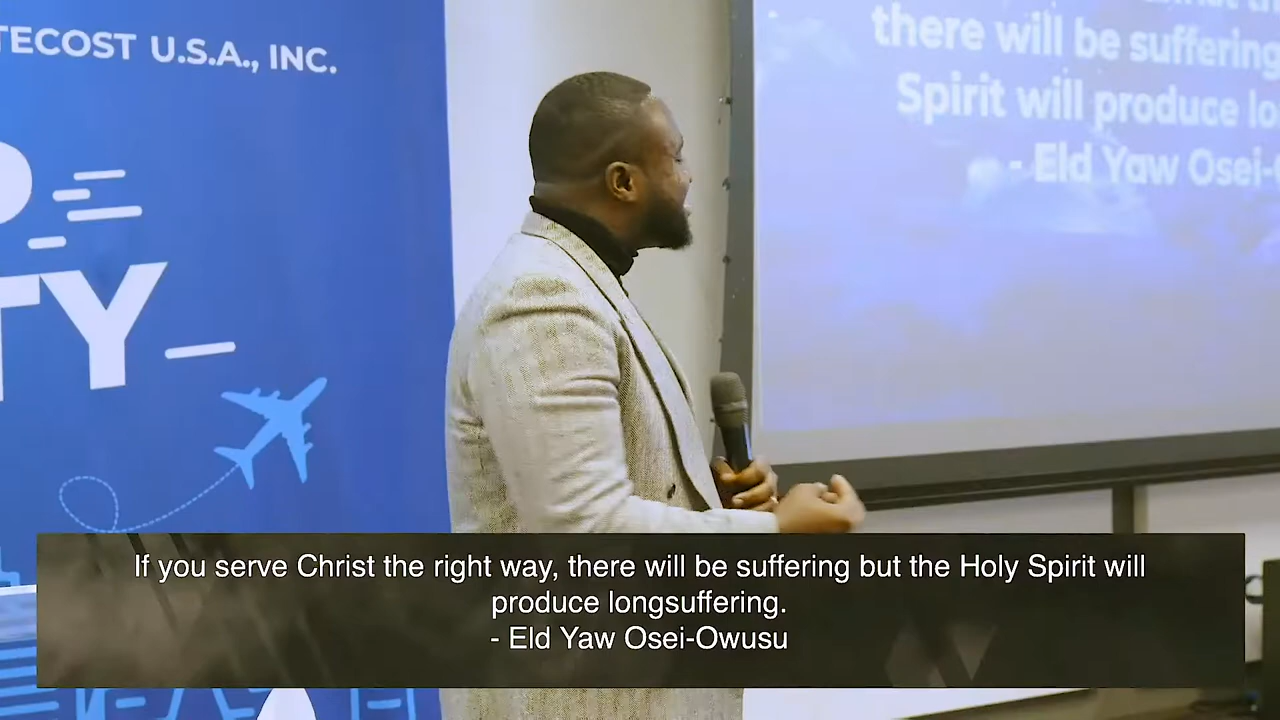 TECOST U.S.A., INC.
TY
there will be suffering
Spirit will produce lo
- Eld Yaw Osei-
If you serve Christ the right way, there will be suffering but the Holy Spirit will
produce longsuffering.
- Eld Yaw Osei-Owusu